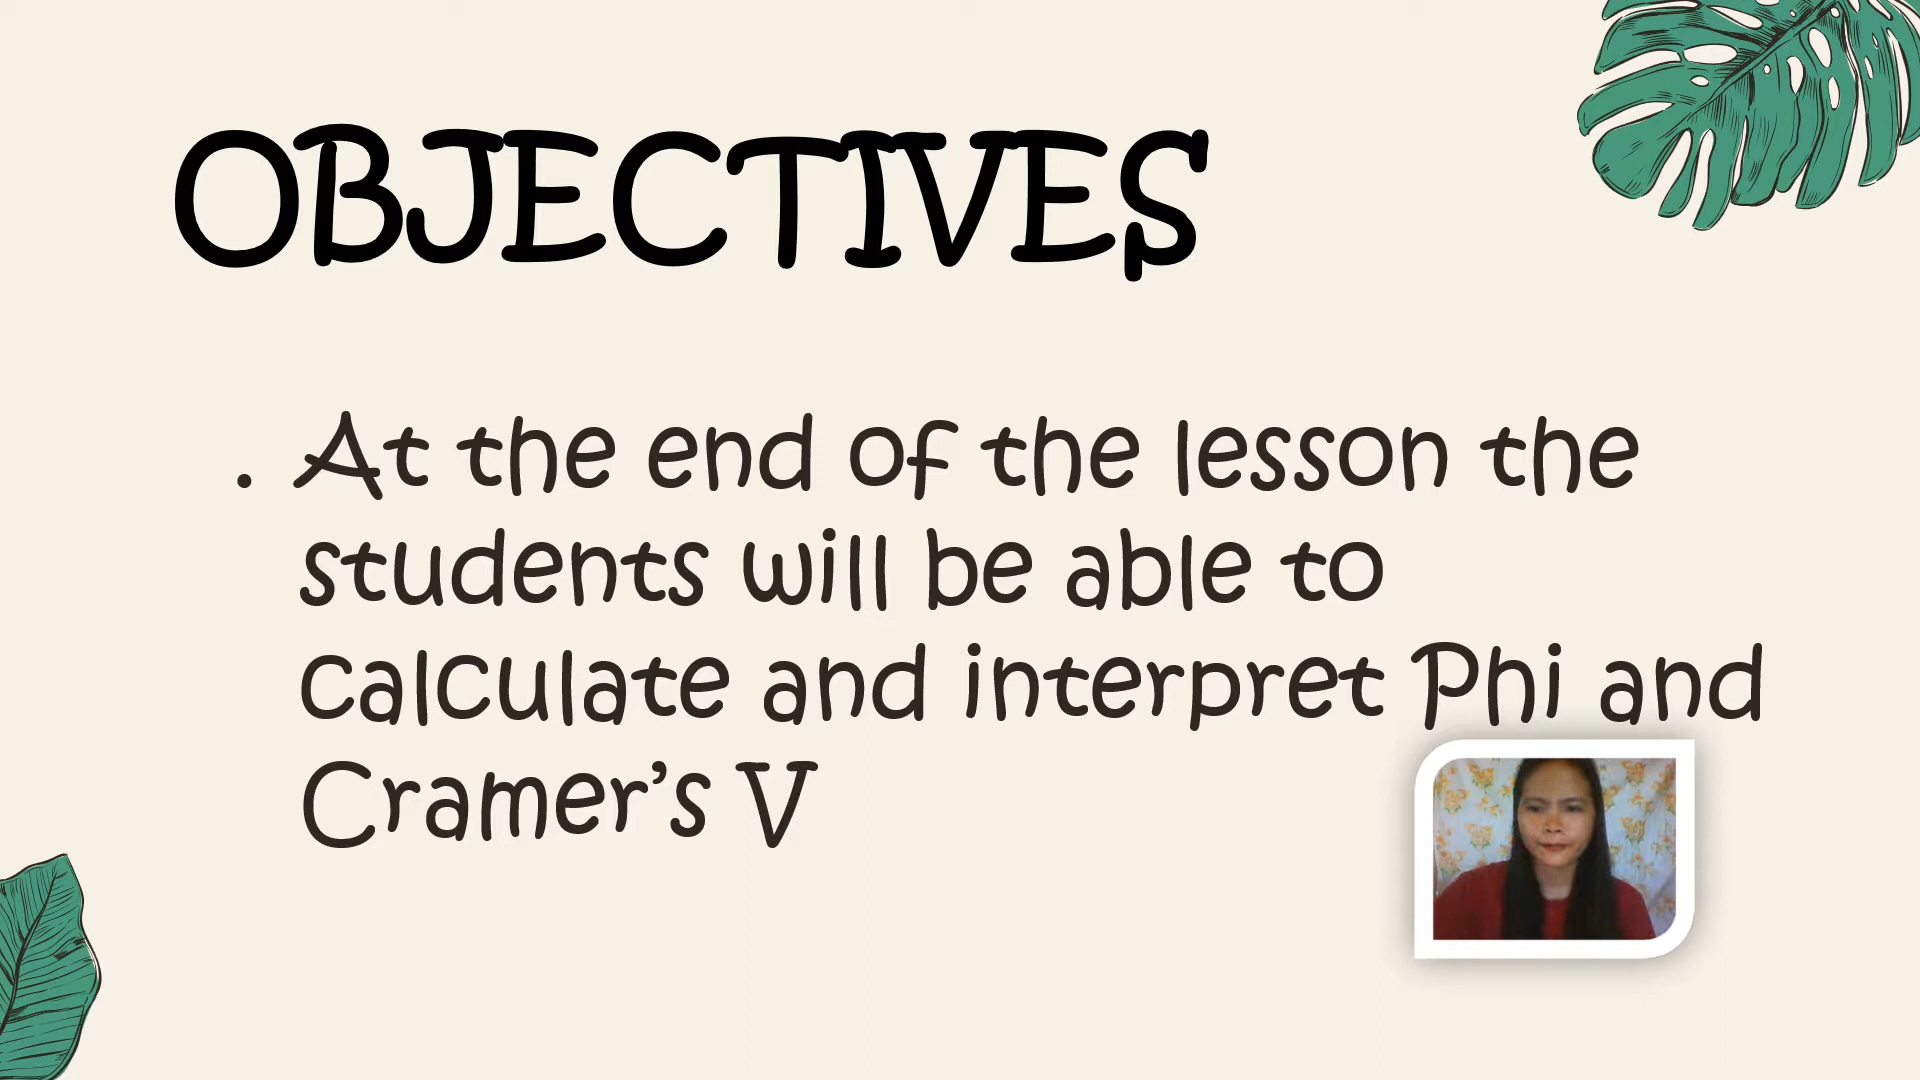 OBJECTIVES
. At the end of the lesson the
students will be able to
calculate and interpret Phi and
Cramer’s V